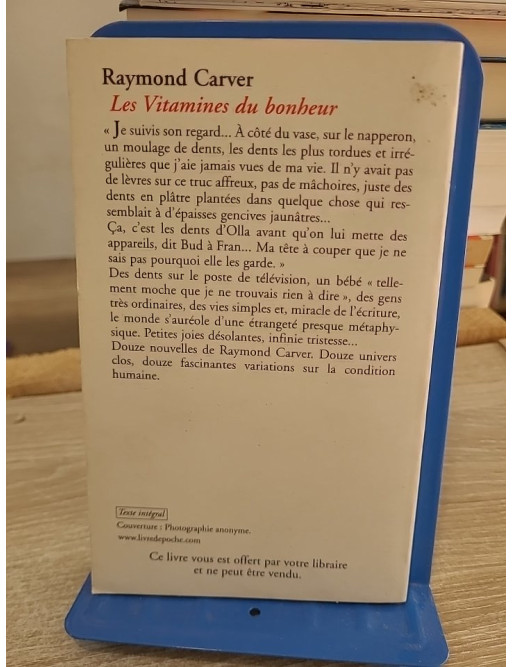 Raymond Carver
Les Vitamines du bonheur
« Je suivis son regard... À côté du vase, sur le napperon,
un moulage de dents, les dents les plus tordues et irré-
gulières que j'aie jamais vues de ma vie. Il n'y avait pas
de lèvres sur ce truc affreux, pas de mâchoires, juste des
dents en plâtre plantées dans quelque chose qui res-
semblait à d'épaisses gencives jaunâtres...
Ça, c'est les dents d'Olla avant qu'on lui mette des
appareils, dit Bud à Fran... Ma tête à couper que je ne
sais pas pourquoi elle les garde. »
Des dents sur le poste de télévision, un bébé « telle-
ment moche que je ne trouvais rien à dire », des gens
très ordinaires, des vies simples et, miracle de l'écriture,
le monde s'auréole d'une étrangeté presque métaphy-
sique. Petites joies désolantes, infinie tristesse...
Douze nouvelles de Raymond Carver. Douze univers
clos, douze fascinantes variations sur la condition
humaine.
Texte intégral
Couverture : Photographie anonyme.
www.livredepoche.com
Ce livre vous est offert par votre libraire
et ne peut être vendu.